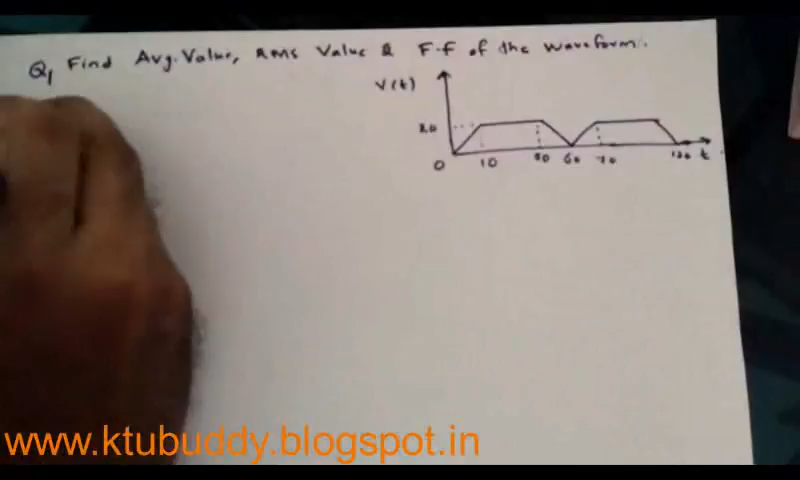 Q1 Find Avg. Value, RMS Value & F.F of the waveform.
V(t)
20
0 10 50 60 70 120 t
www.ktubuddy.blogspot.in